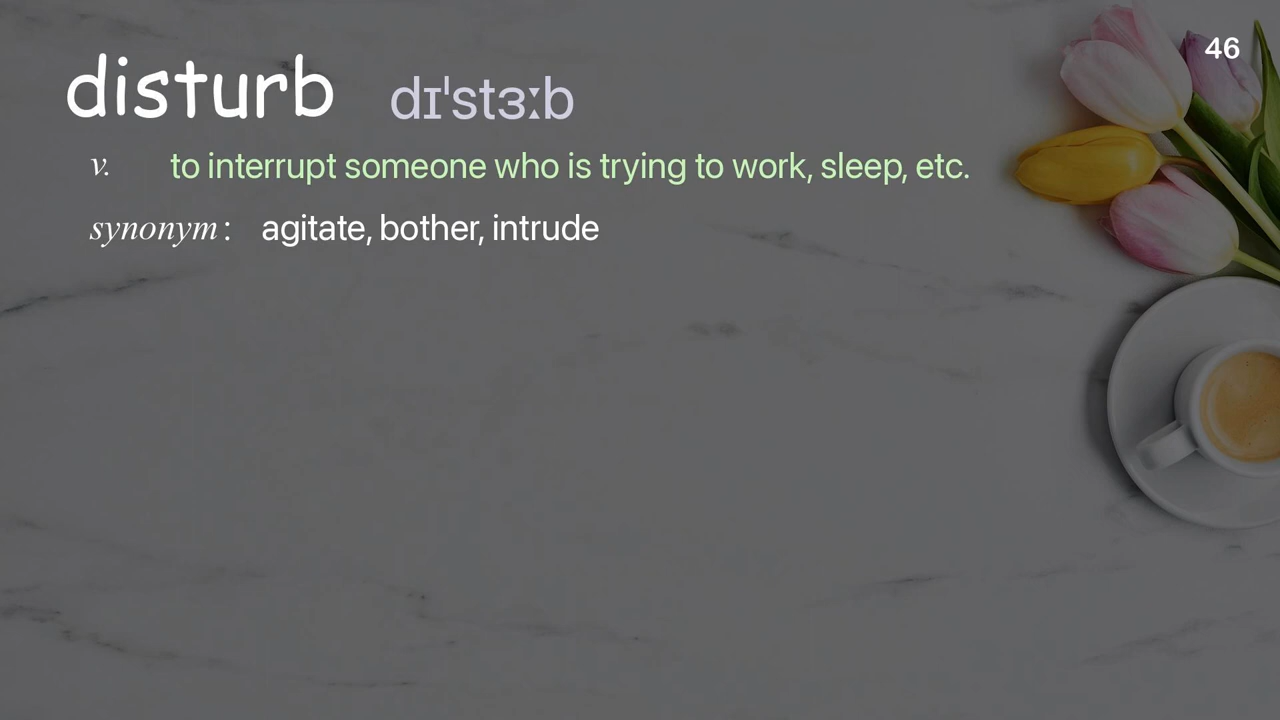 46
disturb dɪˈstɜːb
v. to interrupt someone who is trying to work, sleep, etc.
synonym : agitate, bother, intrude